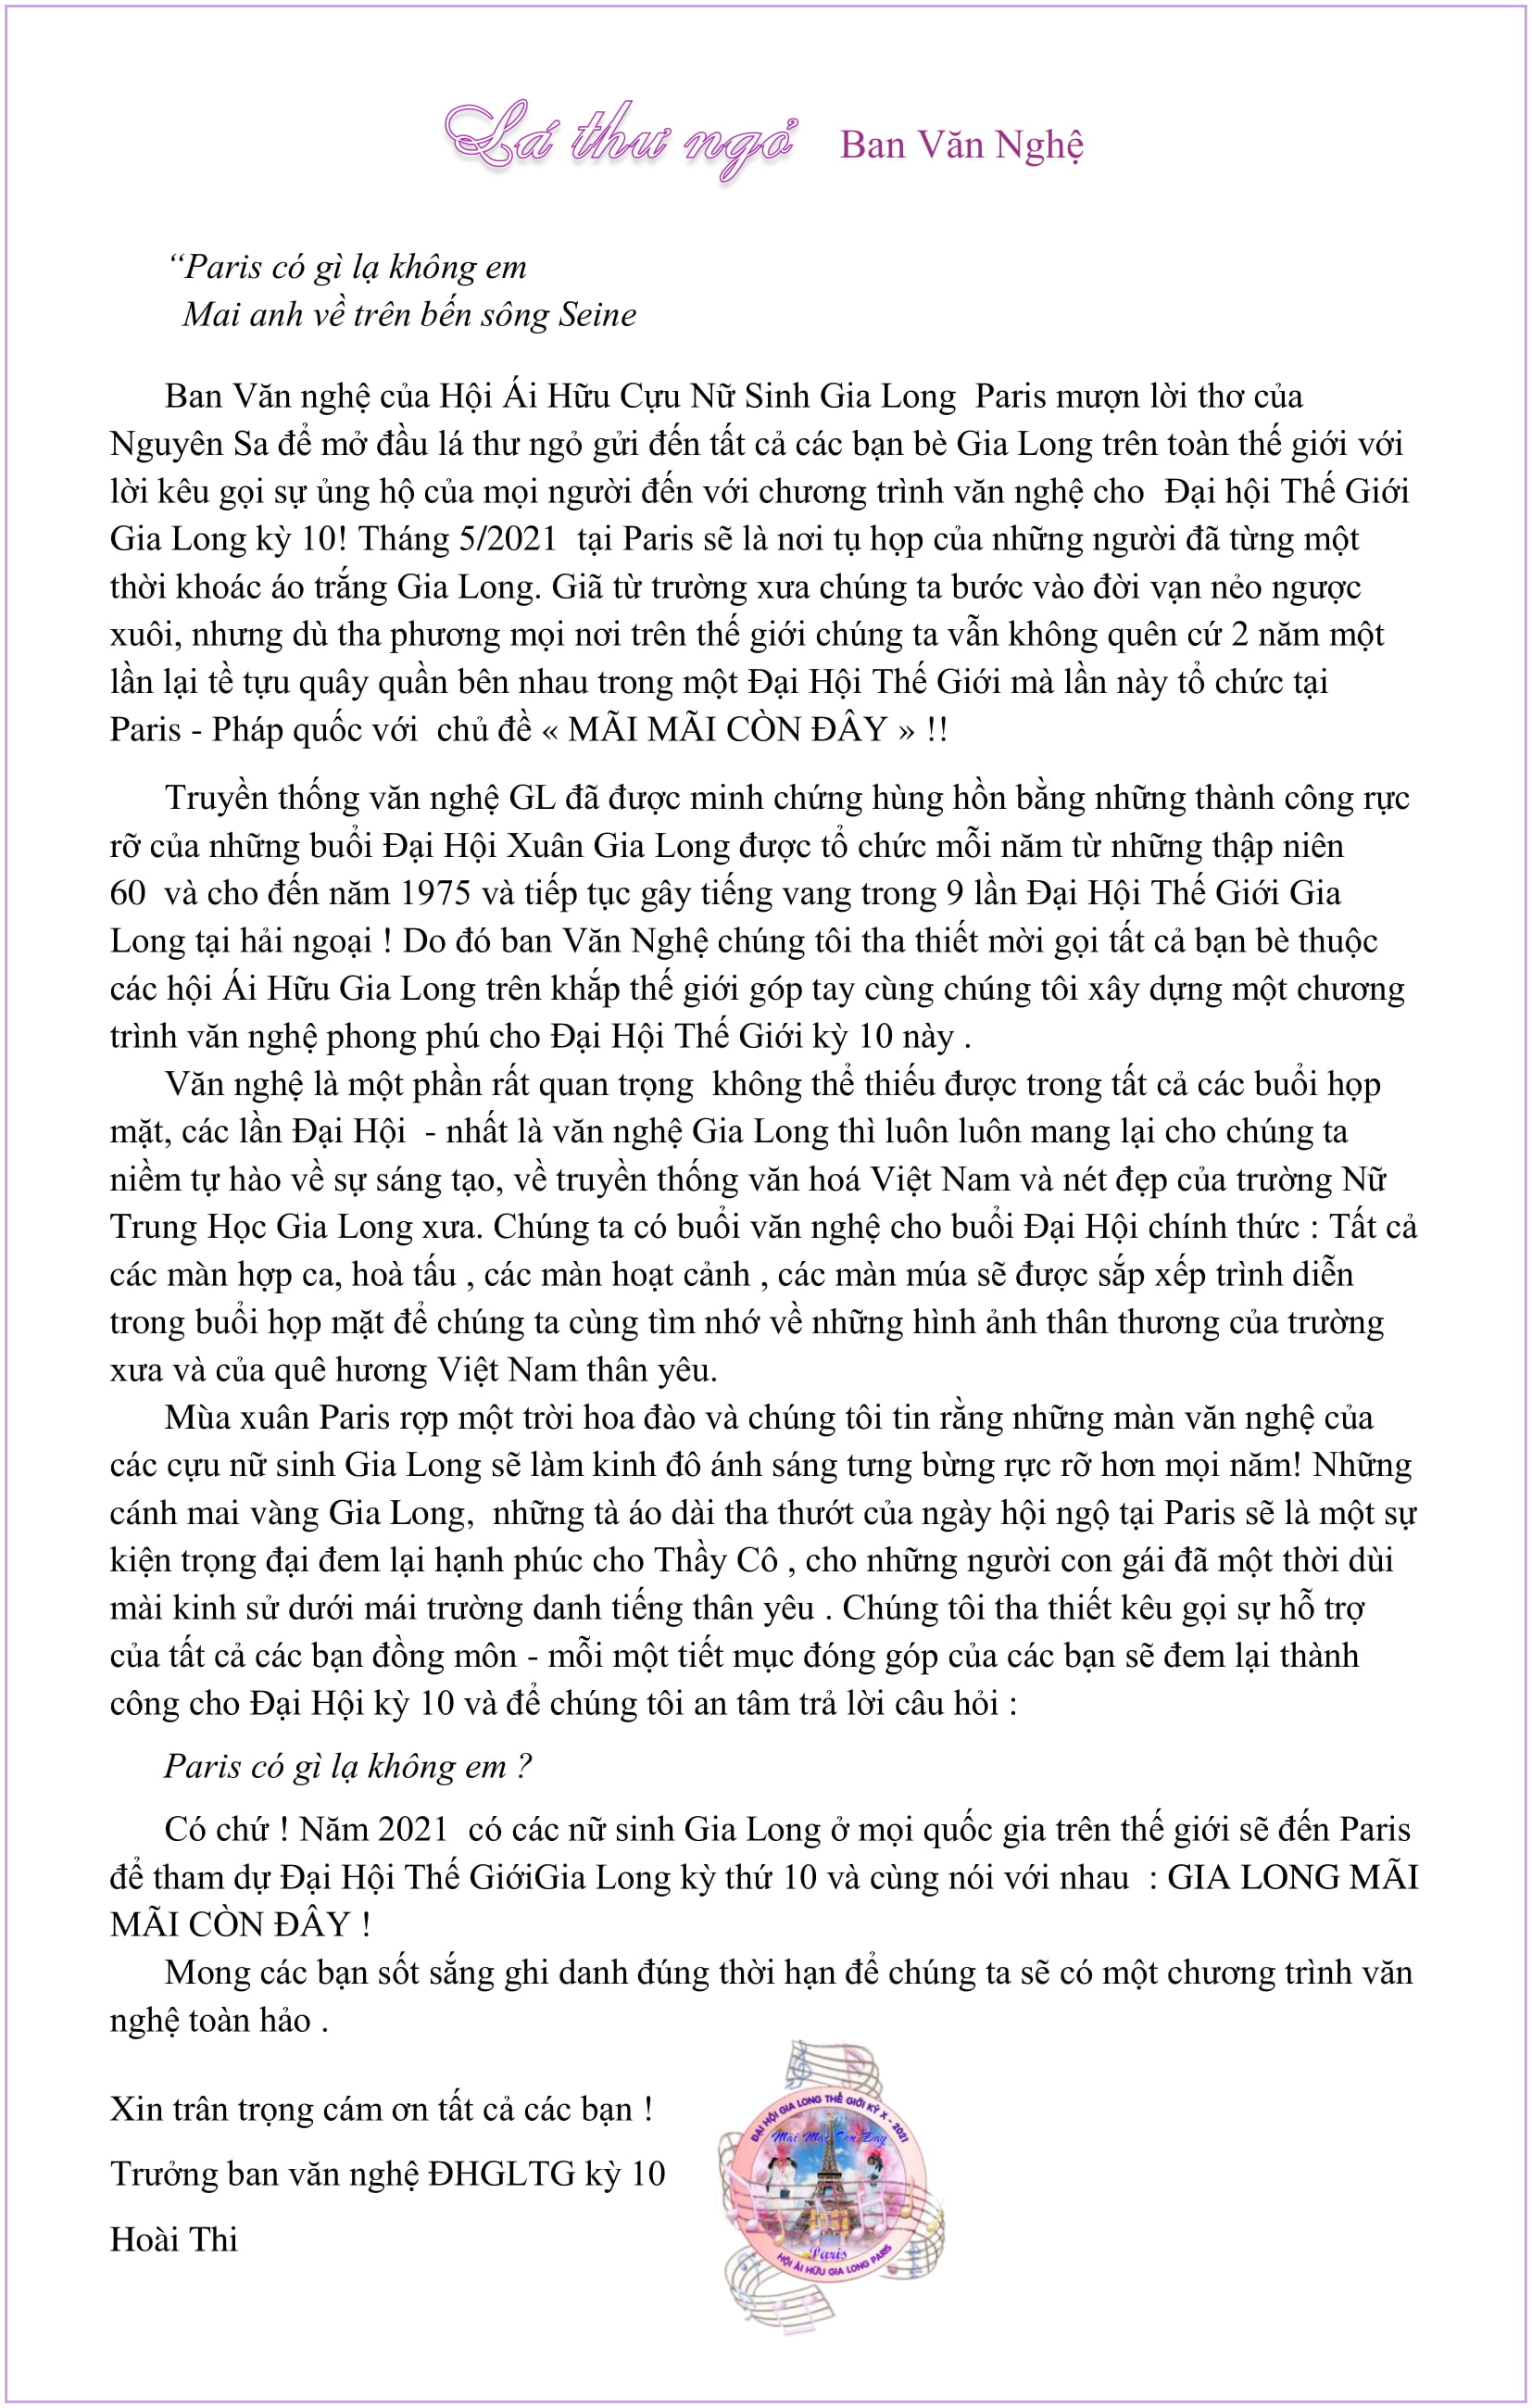 Lá thư ngỏ Ban Văn Nghệ
“Paris có gì lạ không em
Mai anh về trên bến sông Seine
Ban Văn nghệ của Hội Ái Hữu Cựu Nữ Sinh Gia Long  Paris mượn lời thơ của
Nguyên Sa để mở đầu lá thư ngỏ gửi đến tất cả các bạn bè Gia Long trên toàn thế giới với
lời kêu gọi sự ủng hộ của mọi người đến với chương trình văn nghệ cho  Đại hội Thế Giới
Gia Long kỳ 10! Tháng 5/2021  tại Paris sẽ là nơi tụ họp của những người đã từng một
thời khoác áo trắng Gia Long. Giã từ trường xưa chúng ta bước vào đời vạn nẻo ngược
xuôi, nhưng dù tha phương mọi nơi trên thế giới chúng ta vẫn không quên cứ 2 năm một
lần lại tề tựu quây quần bên nhau trong một Đại Hội Thế Giới mà lần này tổ chức tại
Paris - Pháp quốc với  chủ đề « MÃI MÃI CÒN ĐÂY » !!
Truyền thống văn nghệ GL đã được minh chứng hùng hồn bằng những thành công rực
rỡ của những buổi Đại Hội Xuân Gia Long được tổ chức mỗi năm từ những thập niên
60  và cho đến năm 1975 và tiếp tục gây tiếng vang trong 9 lần Đại Hội Thế Giới Gia
Long tại hải ngoại ! Do đó ban Văn Nghệ chúng tôi tha thiết mời gọi tất cả bạn bè thuộc
các hội Ái Hữu Gia Long trên khắp thế giới góp tay cùng chúng tôi xây dựng một chương
trình văn nghệ phong phú cho Đại Hội Thế Giới kỳ 10 này .
Văn nghệ là một phần rất quan trọng  không thể thiếu được trong tất cả các buổi họp
mặt, các lần Đại Hội  - nhất là văn nghệ Gia Long thì luôn luôn mang lại cho chúng ta
niềm tự hào về sự sáng tạo, về truyền thống văn hoá Việt Nam và nét đẹp của trường Nữ
Trung Học Gia Long xưa. Chúng ta có buổi văn nghệ cho buổi Đại Hội chính thức : Tất cả
các màn hợp ca, hoà tấu , các màn hoạt cảnh , các màn múa sẽ được sắp xếp trình diễn
trong buổi họp mặt để chúng ta cùng tìm nhớ về những hình ảnh thân thương của trường
xưa và của quê hương Việt Nam thân yêu.
Mùa xuân Paris rợp một trời hoa đào và chúng tôi tin rằng những màn văn nghệ của
các cựu nữ sinh Gia Long sẽ làm kinh đô ánh sáng tưng bừng rực rỡ hơn mọi năm! Những
cánh mai vàng Gia Long,  những tà áo dài tha thướt của ngày hội ngộ tại Paris sẽ là một sự
kiện trọng đại đem lại hạnh phúc cho Thầy Cô , cho những người con gái đã một thời dùi
mài kinh sử dưới mái trường danh tiếng thân yêu . Chúng tôi tha thiết kêu gọi sự hỗ trợ
của tất cả các bạn đồng môn - mỗi một tiết mục đóng góp của các bạn sẽ đem lại thành
công cho Đại Hội kỳ 10 và để chúng tôi an tâm trả lời câu hỏi :
Paris có gì lạ không em ?
Có chứ ! Năm 2021  có các nữ sinh Gia Long ở mọi quốc gia trên thế giới sẽ đến Paris
để tham dự Đại Hội Thế GiớiGia Long kỳ thứ 10 và cùng nói với nhau  : GIA LONG MÃI
MÃI CÒN ĐÂY !
Mong các bạn sốt sắng ghi danh đúng thời hạn để chúng ta sẽ có một chương trình văn
nghệ toàn hảo .
Xin trân trọng cám ơn tất cả các bạn !
Trưởng ban văn nghệ ĐHGLTG kỳ 10
Hoài Thi
ĐẠI HỘI GIA LONG THẾ GIỚI KỲ X - 2021
Mãi Mãi Còn Đây
Paris
HỘI ÁI HỮU GIA LONG PARIS